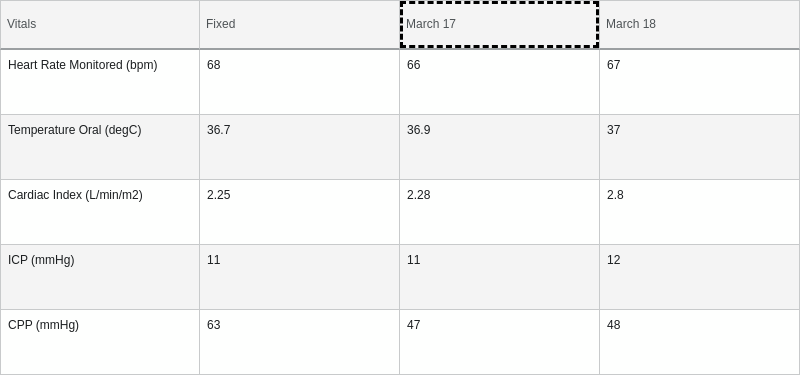 Vitals Fixed March 17 March 18
Heart Rate Monitored (bpm) 68 66 67
Temperature Oral (degC) 36.7 36.9 37
Cardiac Index (L/min/m2) 2.25 2.28 2.8
ICP (mmHg) 11 11 12
CPP (mmHg) 63 47 48